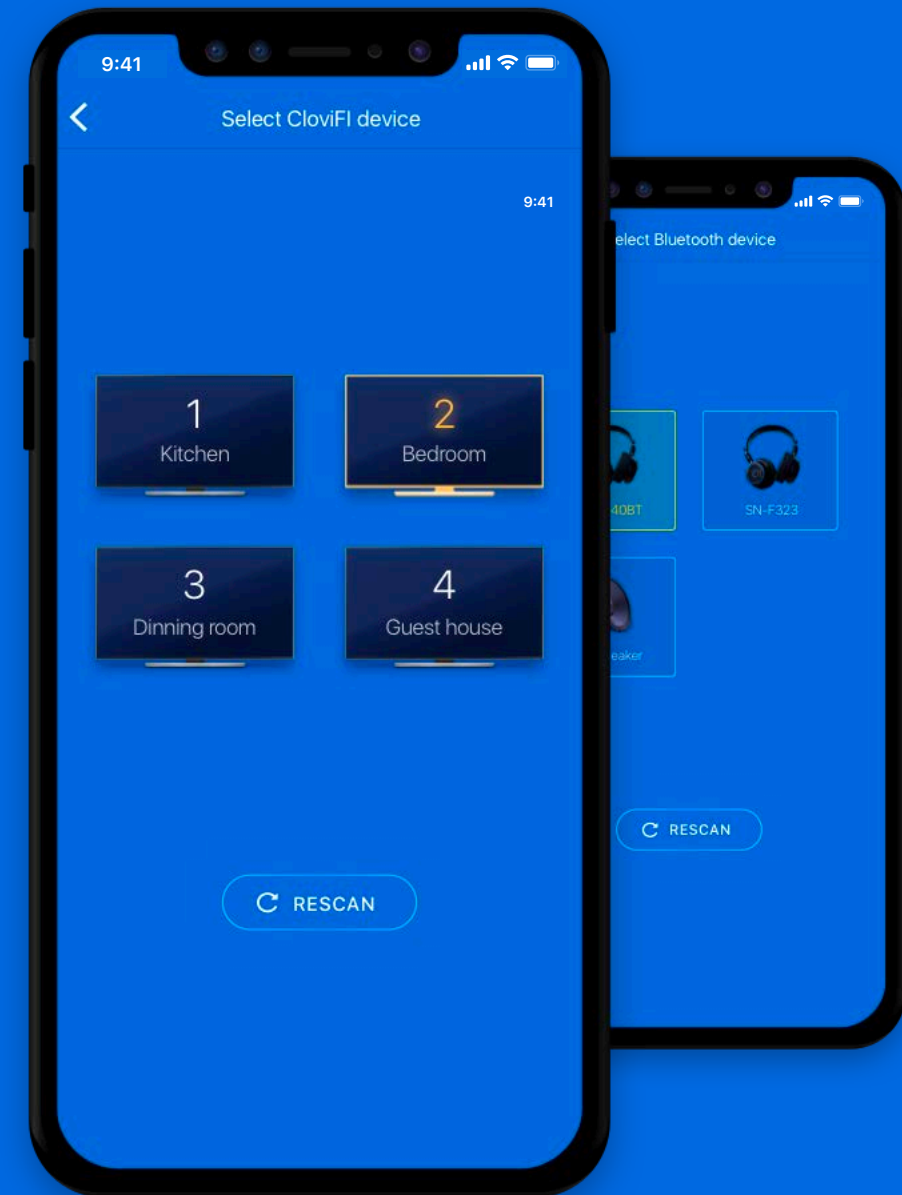 9:41
Select CloviFI device
9:41
1
Kitchen
2
Bedroom
3
Dinning room
4
Guest house
RESCAN
elect Bluetooth device
40BT
SN-F323
eaker
RESCAN